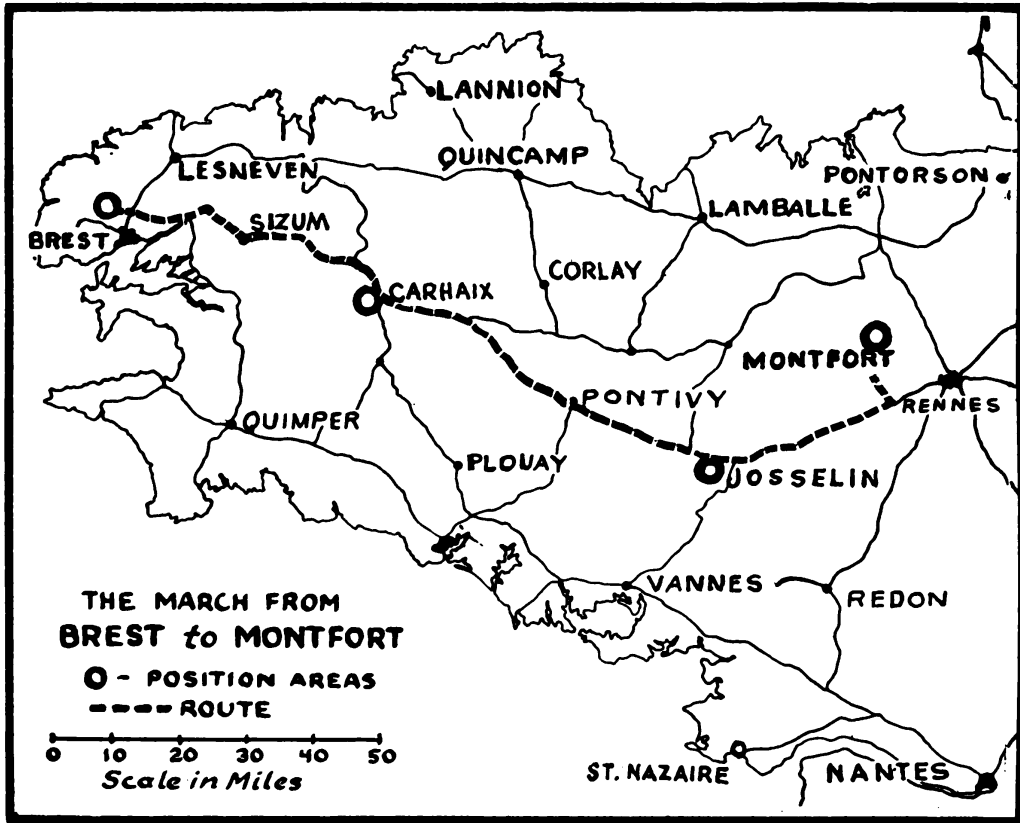 LANNION
QUINCAMP
LESNEVEN
PONTORSON
LAMBALLE
SIZUM
BREST
CORLAY
CARHAIX
MONTFORT
PONTIVY
RENNES
QUIMPER
PLOUAY
JOSSELIN
VANNES
REDON
THE MARCH FROM
BREST to MONTFORT
O - POSITION AREAS
----- ROUTE
0 10 20 30 40 50
Scale in Miles
ST. NAZAIRE
NANTES